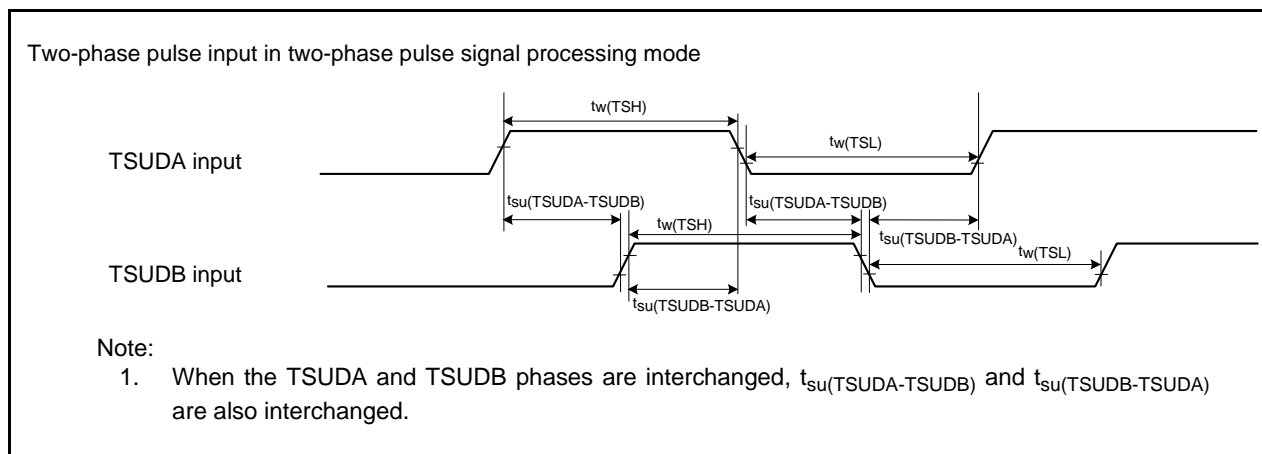 Two-phase pulse input in two-phase pulse signal processing mode
tw(TSH)
TSUDA input
tw(TSL)
tsu(TSUDA-TSUDB)
tsu(TSUDA-TSUDB)
tw(TSH)
tsu(TSUDB-TSUDA)
tw(TSL)
TSUDB input
tsu(TSUDB-TSUDA)
Note:
1. When the TSUDA and TSUDB phases are interchanged, tsu(TSUDA-TSUDB) and tsu(TSUDB-TSUDA)
are also interchanged.